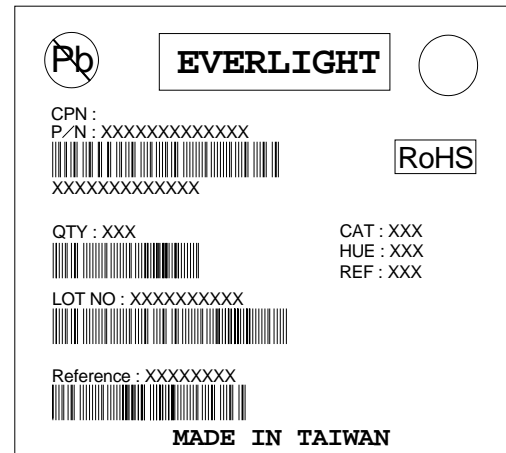 Pb
EVERLIGHT
CPN :
P/N : XXXXXXXXXXXXX
RoHS
XXXXXXXXXXXXX
QTY : XXX
CAT : XXX
HUE : XXX
REF : XXX
LOT NO : XXXXXXXXXX
Reference : XXXXXXXX
MADE IN TAIWAN